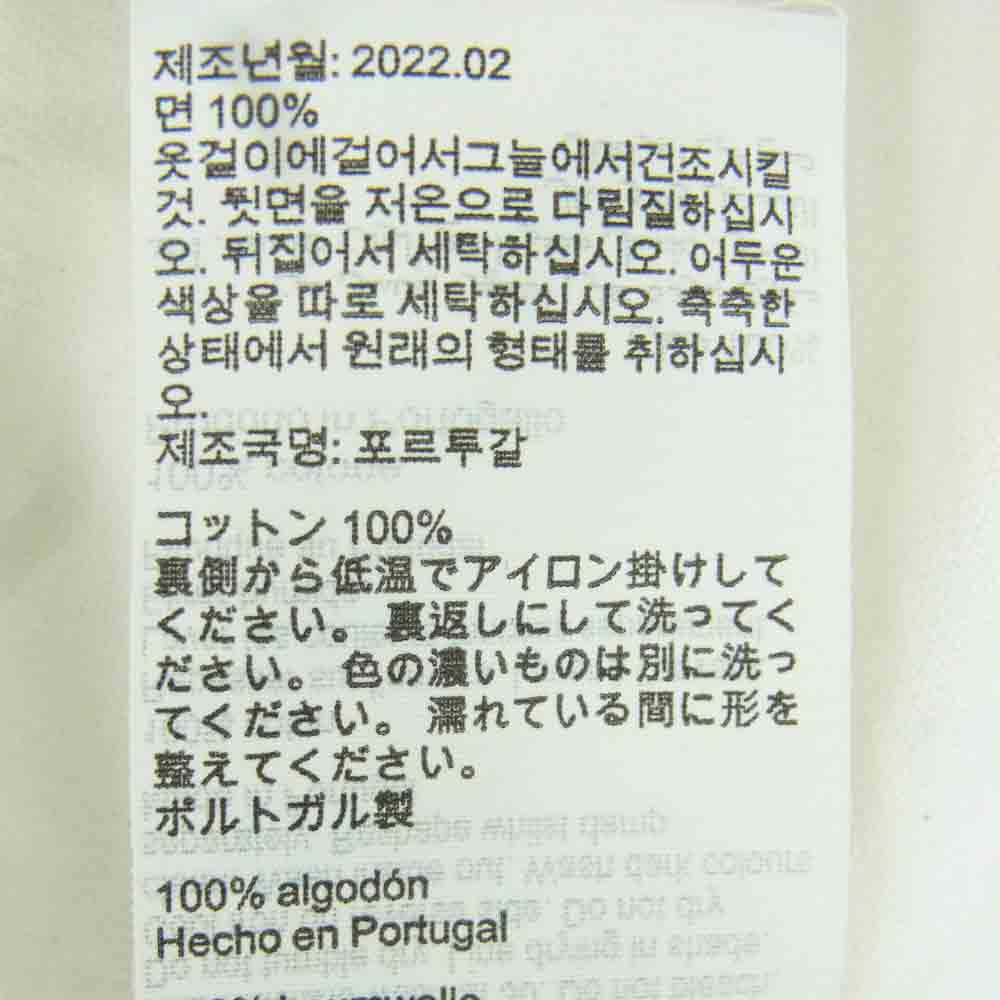 제조년월: 2022.02
면 100%
옷걸이에걸어서그늘에서건조시킬
것. 뒷면을 저온으로 다림질하십시
오. 뒤집어서 세탁하십시오. 어두운
색상을 따로 세탁하십시오. 축축한
상태에서 원래의 형태를 취하십시
오.
제조국명: 포르투갈
コットン 100%
裏側から低温でアイロン掛けして
ください。 裏返しにして洗ってく
ださい。 色の濃いものは別に洗っ
てください。 濡れている間に形を
整えてください。
ポルトガル製
100% algodón
Hecho en Portugal